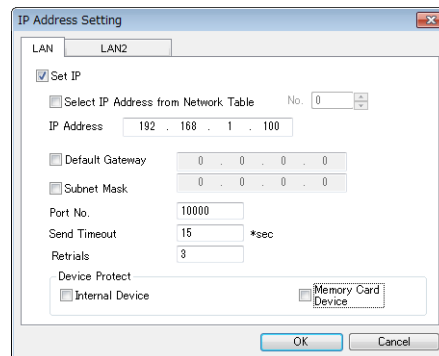 IP Address Setting
LAN LAN2
Set IP
Select IP Address from Network Table No. 0
IP Address 192 . 168 . 1 . 100
Default Gateway 0 . 0 . 0 . 0
Subnet Mask 0 . 0 . 0 . 0
Port No. 10000
Send Timeout 15 *sec
Retrials 3
Device Protect
Internal Device Memory Card
Device
OK Cancel